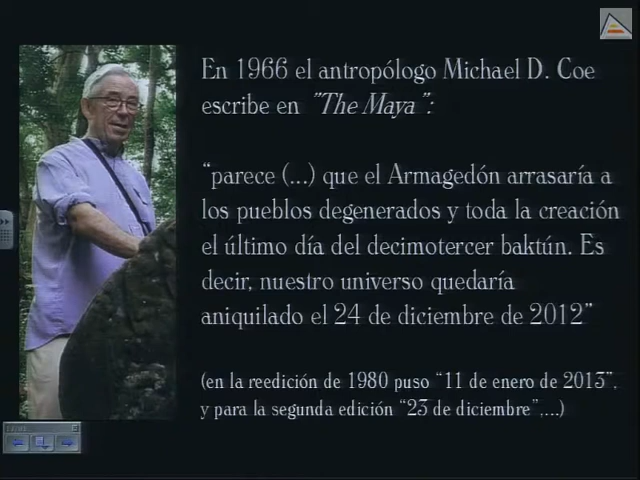 En 1966 el antropólogo Michael D. Coe
escribe en "The Maya":
"parece (...) que el Armagedón arrasaría a
los pueblos degenerados y toda la creación
el último día del decimotercer baktún. Es
decir, nuestro universo quedaría
aniquilado el 24 de diciembre de 2012"
(en la reedición de 1980 puso "11 de enero de 2013",
y para la segunda edición "23 de diciembre"....)